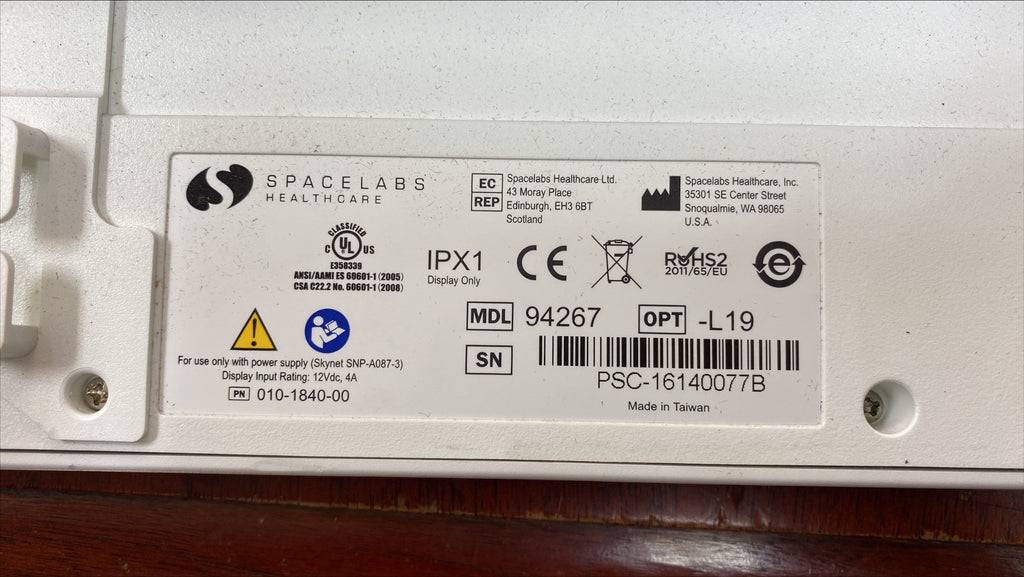 SPACELABS
HEALTHCARE
EC
REP
Spacelabs Healthcare Ltd.
43 Moray Place
Edinburgh, EH3 6BT
Scotland
Spacelabs Healthcare, Inc.
35301 SE Center Street
Snoqualmie, WA 98065
U.S.A.
CLASSIFIED
C UL US
E358339
ANSI/AAMI ES 60601-1 (2005)
CSA C22.2 No. 60601-1 (2008)
IPX1
Display Only
CE
RoHS2
2011/65/EU
e
MDL 94267
OPT -L19
SN
PSC-16140077B
Made in Taiwan
For use only with power supply (Skynet SNP-A087-3)
Display Input Rating: 12Vdc, 4A
PN 010-1840-00